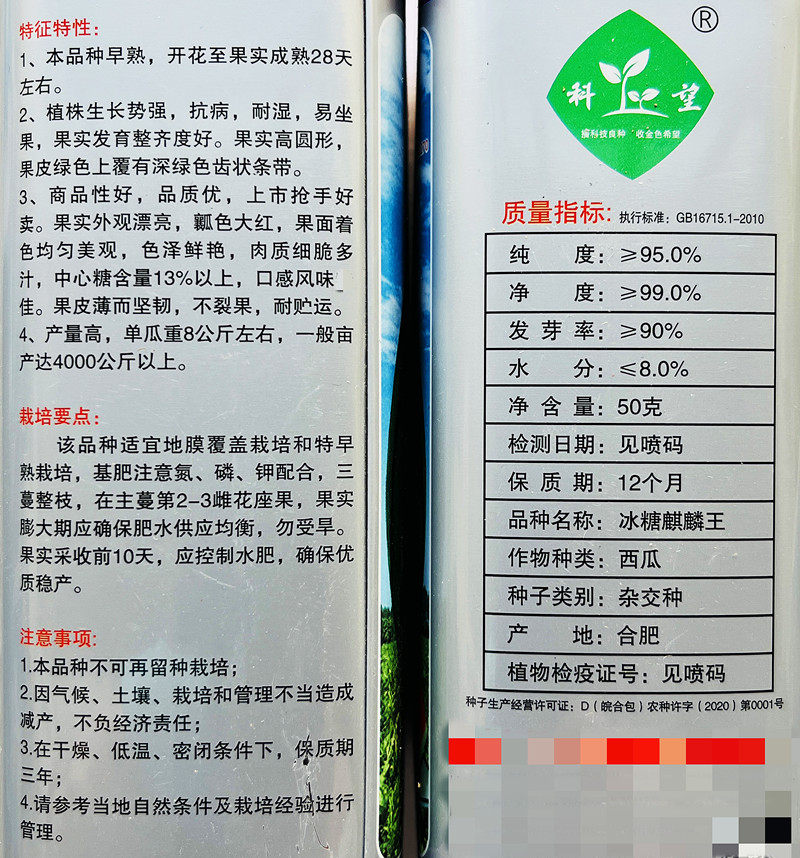 特征特性：
1、本品种早熟，开花至果实成熟28天
左右。
2、植株生长势强，抗病，耐湿，易坐
果，果实发育整齐度好。果实高圆形，
果皮绿色上覆有深绿色齿状条带。
3、商品性好，品质优，上市抢手好
卖。果实外观漂亮，瓤色大红，果面着
色均匀美观，色泽鲜艳，肉质细脆多
汁，中心糖含量13%以上，口感风味
佳。果皮薄而坚韧，不裂果，耐贮运。
4、产量高，单瓜重8公斤左右，一般亩
产达4000公斤以上。
栽培要点：
该品种适宜地膜覆盖栽培和特早
熟栽培，基肥注意氮、磷、钾配合，三
蔓整枝，在主蔓第2-3雌花座果，果实
膨大期应确保肥水供应均衡，勿受旱。
果实采收前10天，应控制水肥，确保优
质稳产。
注意事项：
1.本品种不可再留种栽培；
2.因气候、土壤、栽培和管理不当造成
减产，不负经济责任；
3.在干燥、低温、密闭条件下，保质期
三年；
4.请参考当地自然条件及栽培经验进行
管理。
®
科 望
播科技良种 收金色希望
质量指标：执行标准：GB16715.1-2010
纯 度：≥95.0%
净 度：≥99.0%
发芽率：≥90%
水 分：≤8.0%
净含量：50克
检测日期：见喷码
保质期：12个月
品种名称：冰糖麒麟王
作物种类：西瓜
种子类别：杂交种
产 地：合肥
植物检疫证号：见喷码
种子生产经营许可证：D（皖合包）农种许字（2020）第0001号